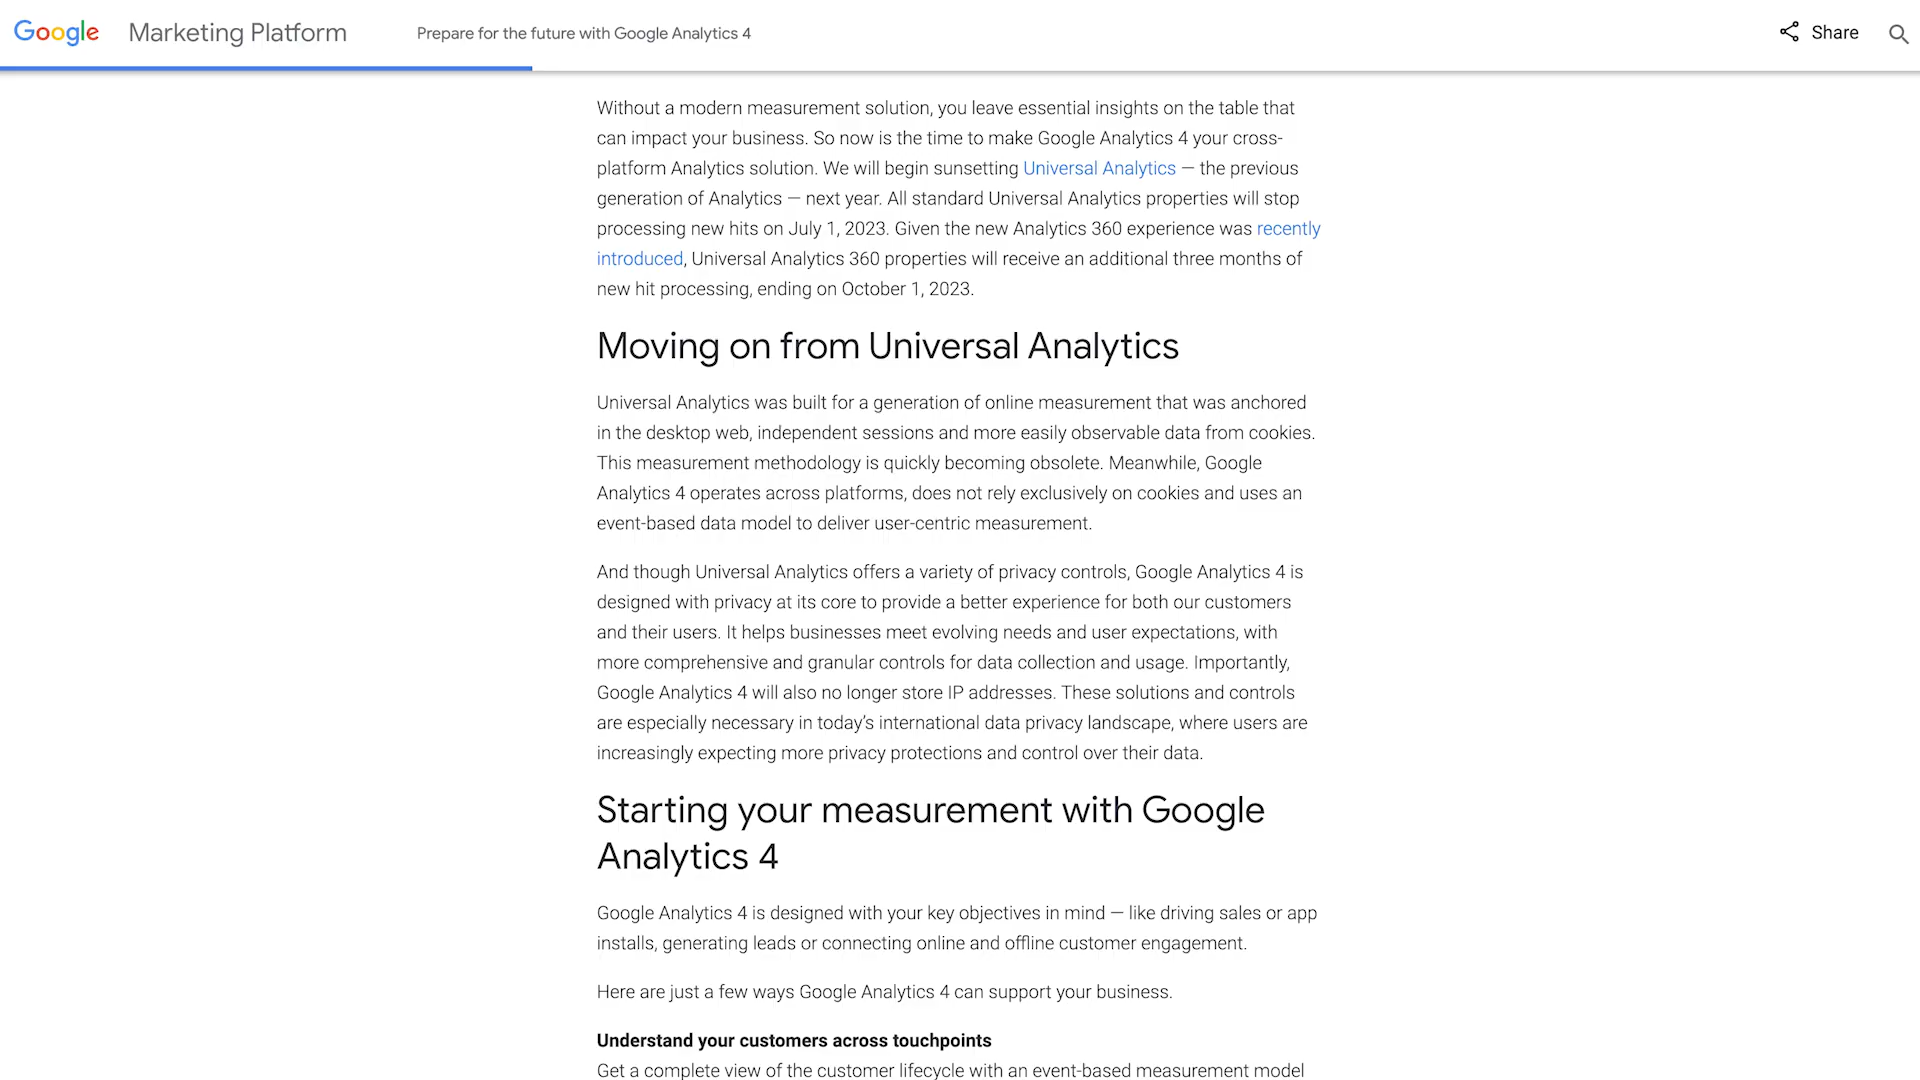 Google Marketing Platform
Prepare for the future with Google Analytics 4
Share
Without a modern measurement solution, you leave essential insights on the table that
can impact your business. So now is the time to make Google Analytics 4 your cross-
platform Analytics solution. We will begin sunsetting Universal Analytics — the previous
generation of Analytics — next year. All standard Universal Analytics properties will stop
processing new hits on July 1, 2023. Given the new Analytics 360 experience was recently
introduced, Universal Analytics 360 properties will receive an additional three months of
new hit processing, ending on October 1, 2023.
Moving on from Universal Analytics
Universal Analytics was built for a generation of online measurement that was anchored
in the desktop web, independent sessions and more easily observable data from cookies.
This measurement methodology is quickly becoming obsolete. Meanwhile, Google
Analytics 4 operates across platforms, does not rely exclusively on cookies and uses an
event-based data model to deliver user-centric measurement.
And though Universal Analytics offers a variety of privacy controls, Google Analytics 4 is
designed with privacy at its core to provide a better experience for both our customers
and their users. It helps businesses meet evolving needs and user expectations, with
more comprehensive and granular controls for data collection and usage. Importantly,
Google Analytics 4 will also no longer store IP addresses. These solutions and controls
are especially necessary in today’s international data privacy landscape, where users are
increasingly expecting more privacy protections and control over their data.
Starting your measurement with Google
Analytics 4
Google Analytics 4 is designed with your key objectives in mind — like driving sales or app
installs, generating leads or connecting online and offline customer engagement.
Here are just a few ways Google Analytics 4 can support your business.
Understand your customers across touchpoints
Get a complete view of the customer lifecycle with an event-based measurement model